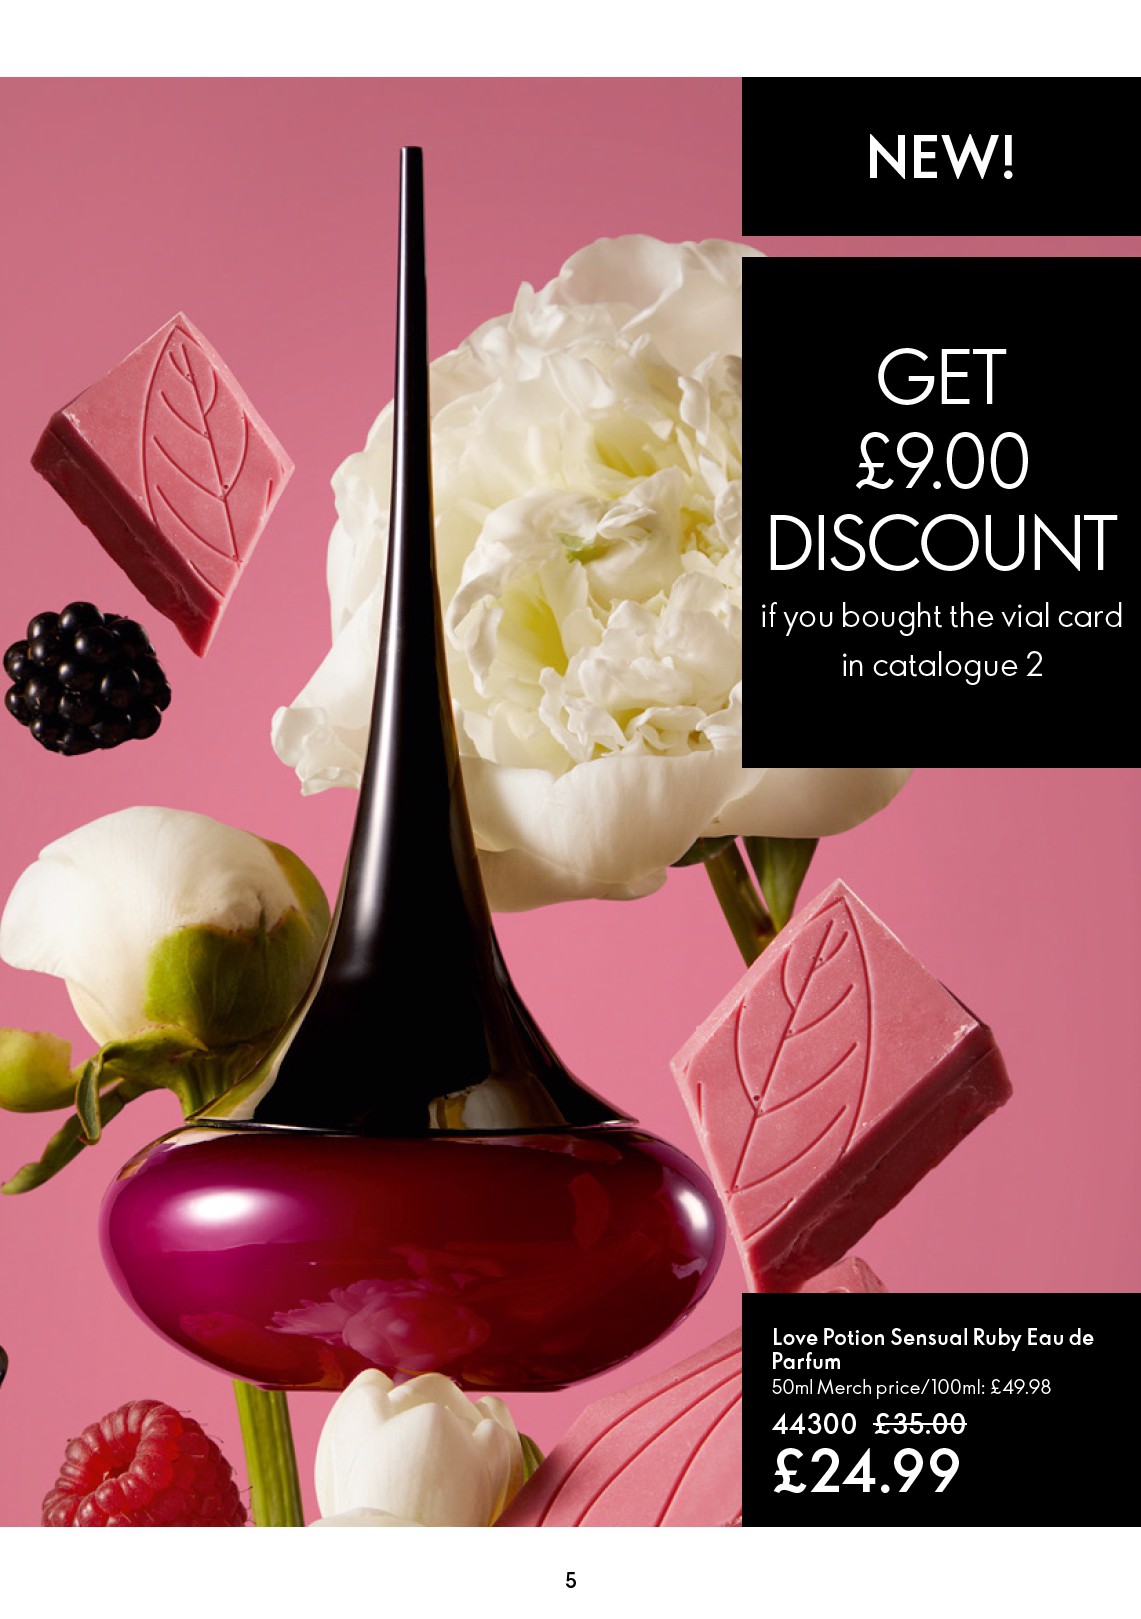 NEW!
GET
£9.00
DISCOUNT
if you bought the vial card
in catalogue 2
Love Potion Sensual Ruby Eau de
Parfum
50ml Merch price/100ml: £49.98
44300 £35.00
£24.99
5